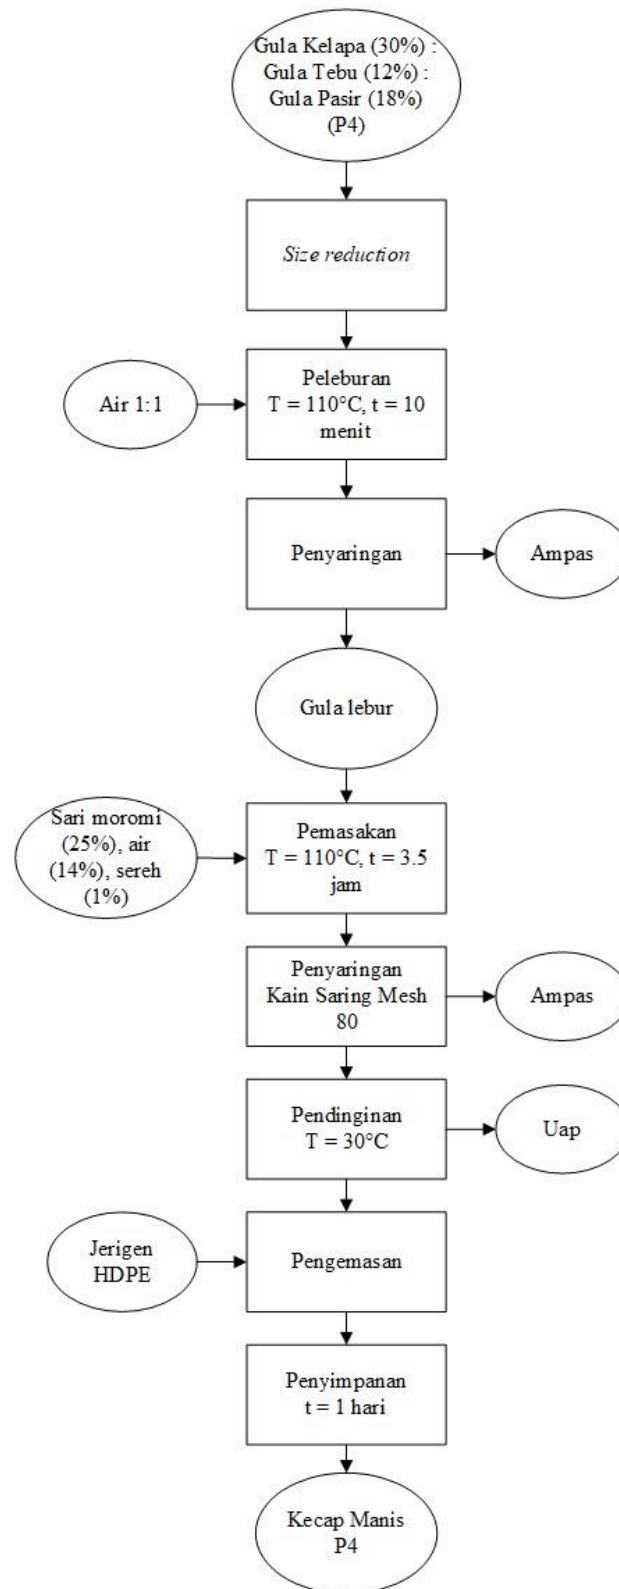 Gula Kelapa (30%) :
Gula Tebu (12%) :
Gula Pasir (18%)
(P4)
Size reduction
Air 1:1
Peleburan
T = 110°C, t = 10
menit
Penyaringan
Ampas
Gula lebur
Sari moromi
(25%), air
(14%), sereh
(1%)
Pemasakan
T = 110°C, t = 3.5
jam
Penyaringan
Kain Saring Mesh
80
Ampas
Pendinginan
T = 30°C
Uap
Jerigen
HDPE
Pengemasan
Penyimpanan
t = 1 hari
Kecap Manis
P4